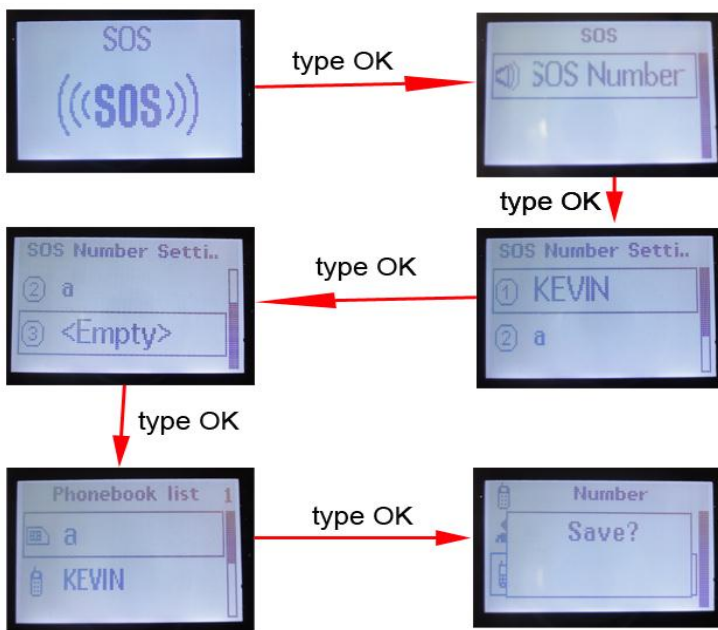 SOS
((SOS))
type OK
SOS
SOS Number
type OK
SOS Number Setti..
1 KEVIN
2 a
type OK
SOS Number Setti..
2 a
3 <Empty>
type OK
Phonebook list 1
a
KEVIN
type OK
Number
Save?